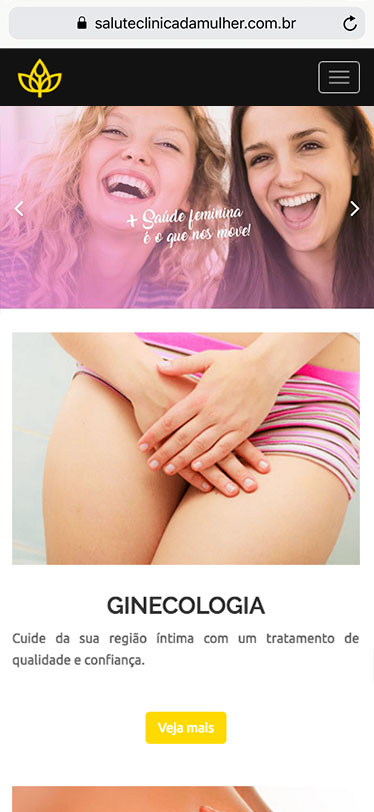 saluteclinicadamulher.com.br
+ Saúde feminina
é o que nos move!
GINECOLOGIA
Cuide da sua região íntima com um tratamento de
qualidade e confiança.
Veja mais